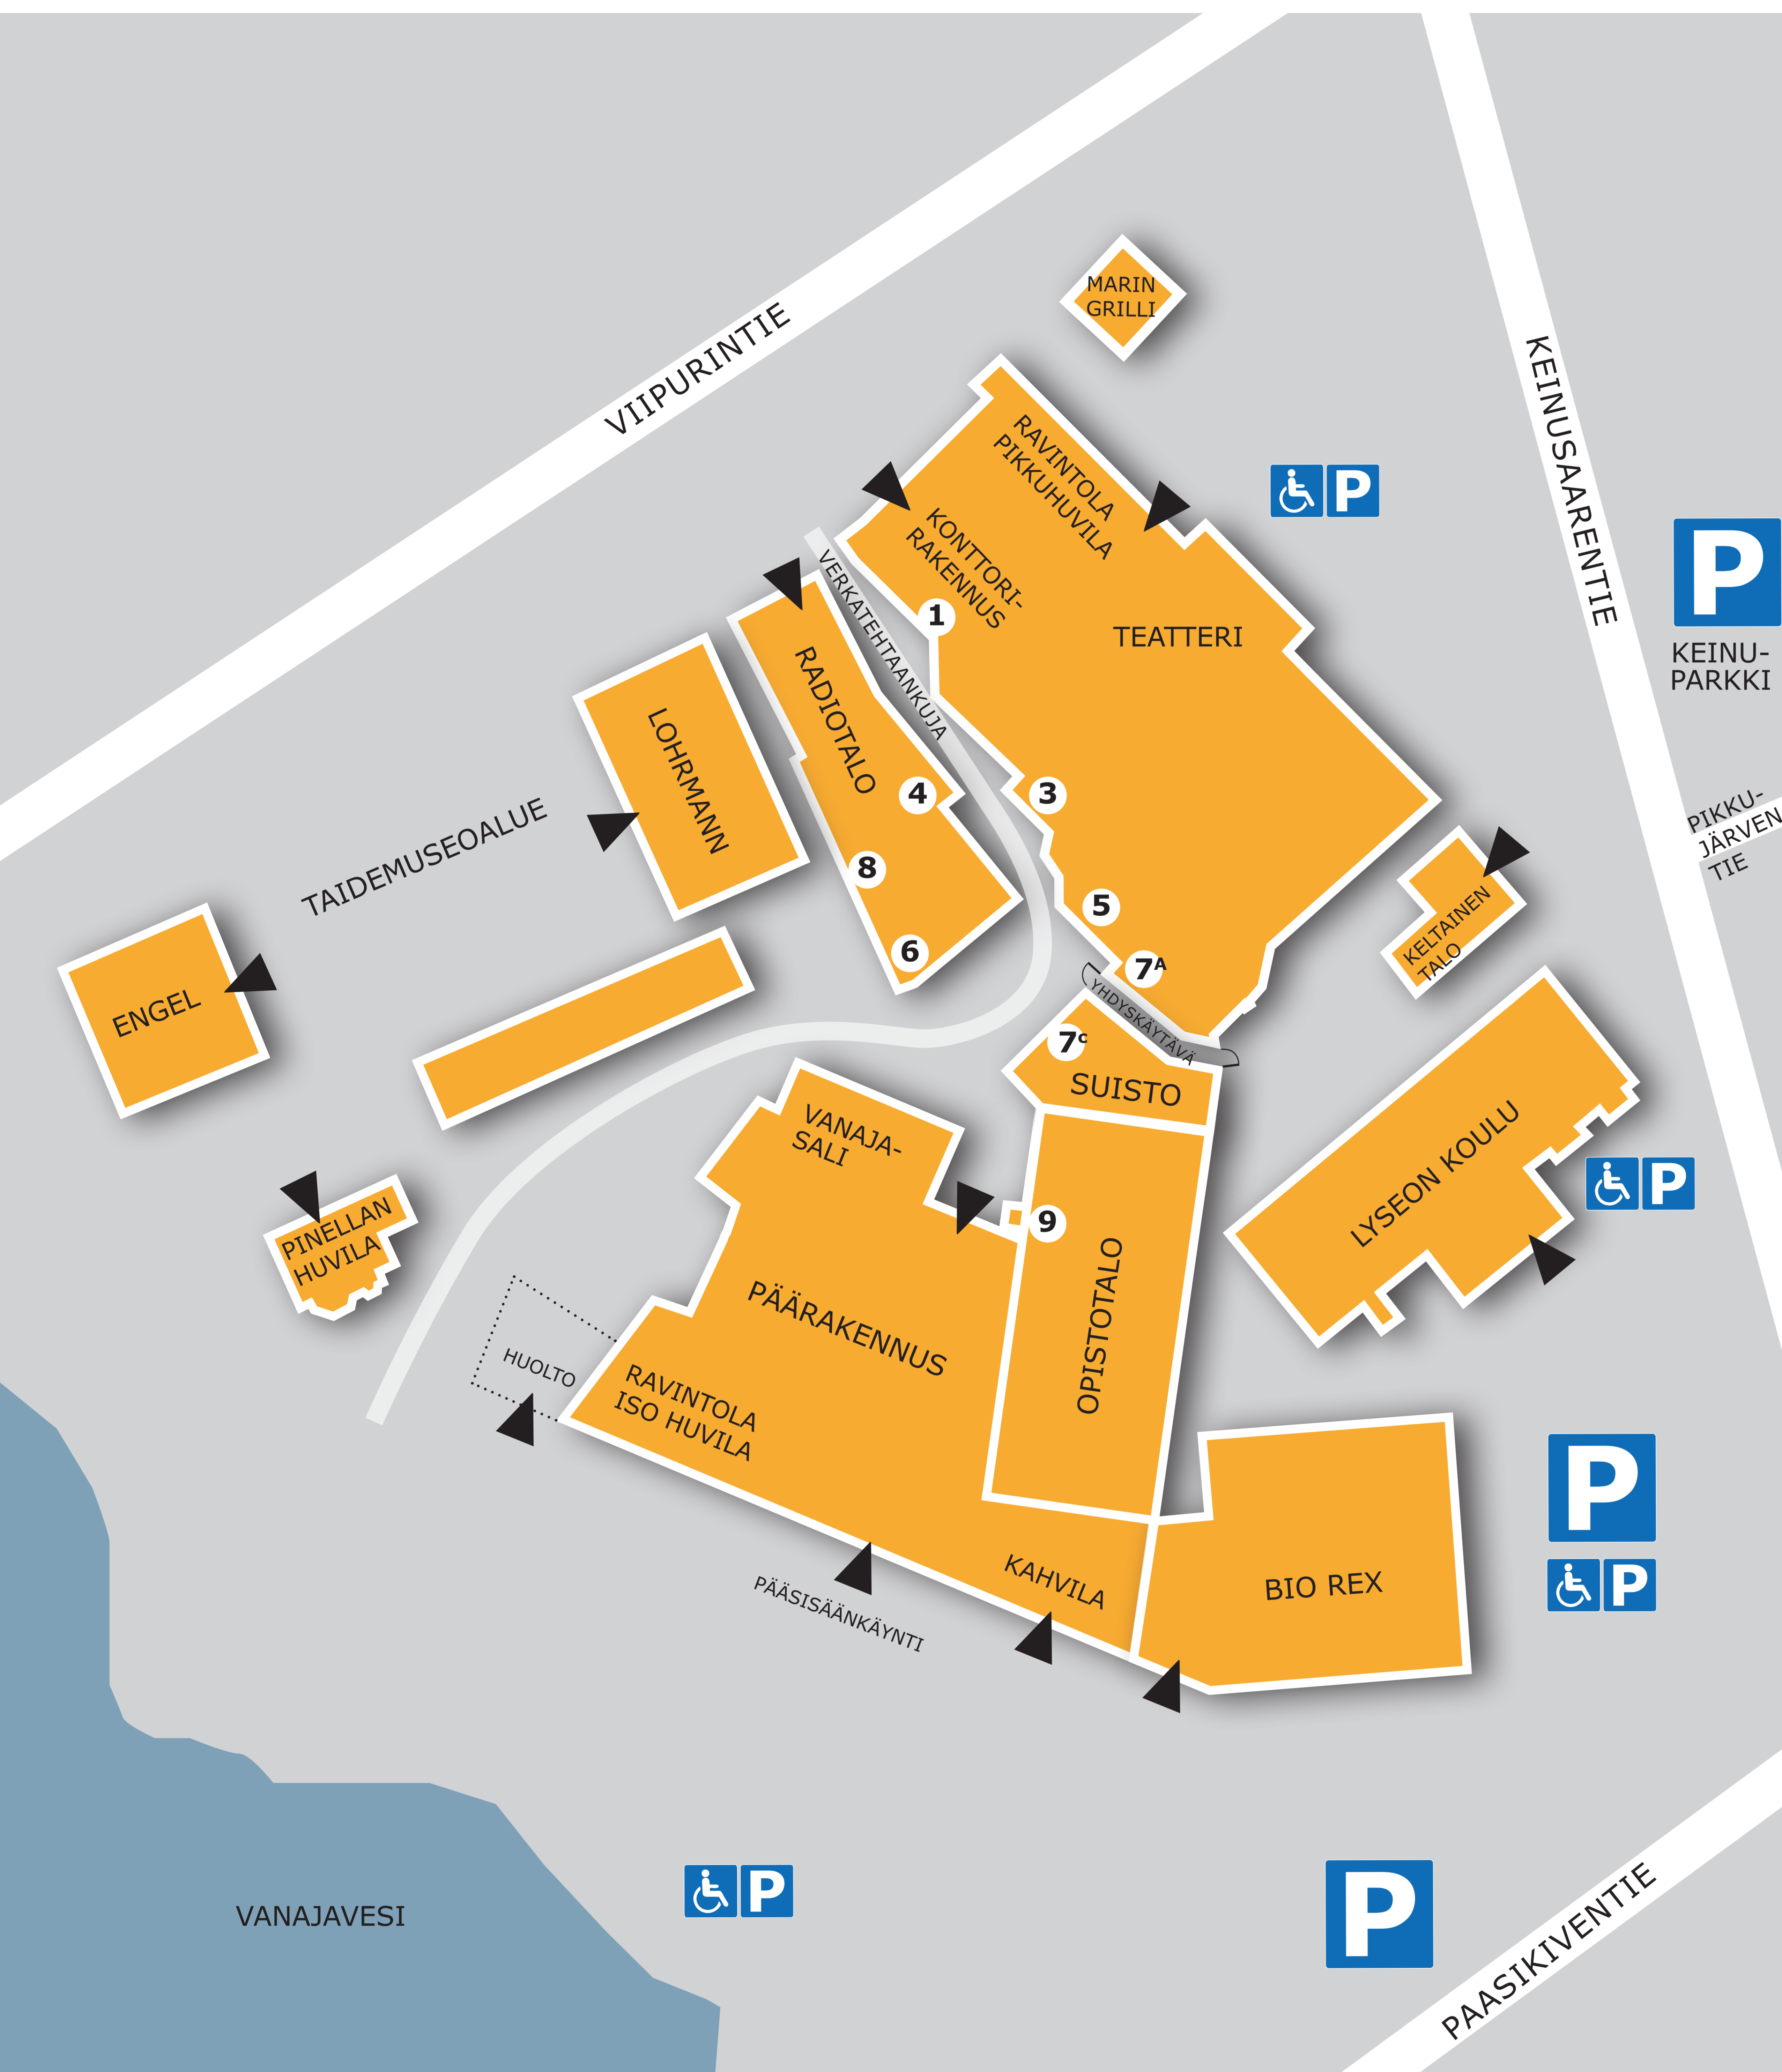 VIIPURINTIE
KEINUSAARENTIE
MARIN
GRILLI
RAVINTOLA
PIKKUHUVILA
KONTTORI-
RAKENNUS
TEATTERI
P
P
KEINU-
PARKKI
VERKATEHTAANKUJA
1
RADIOTALO
LOHRMANN
4
3
8
5
6
7A
TAIDEMUSEOALUE
ENGEL
PIKKU-
JÄRVEN
TIE
KELTAINEN
TALO
YHDYSKÄYTÄVÄ
7C
SUISTO
VANAJA-
SALI
LYSEON KOULU
P
PINELLAN
HUVILA
9
PÄÄRAKENNUS
OPISTOTALO
HUOLTO
RAVINTOLA
ISO HUVILA
P
KAHVILA
BIO REX
P
PÄÄSISÄÄNKÄYNTI
VANAJAVESI
P
P
PAASIKIVENTIE